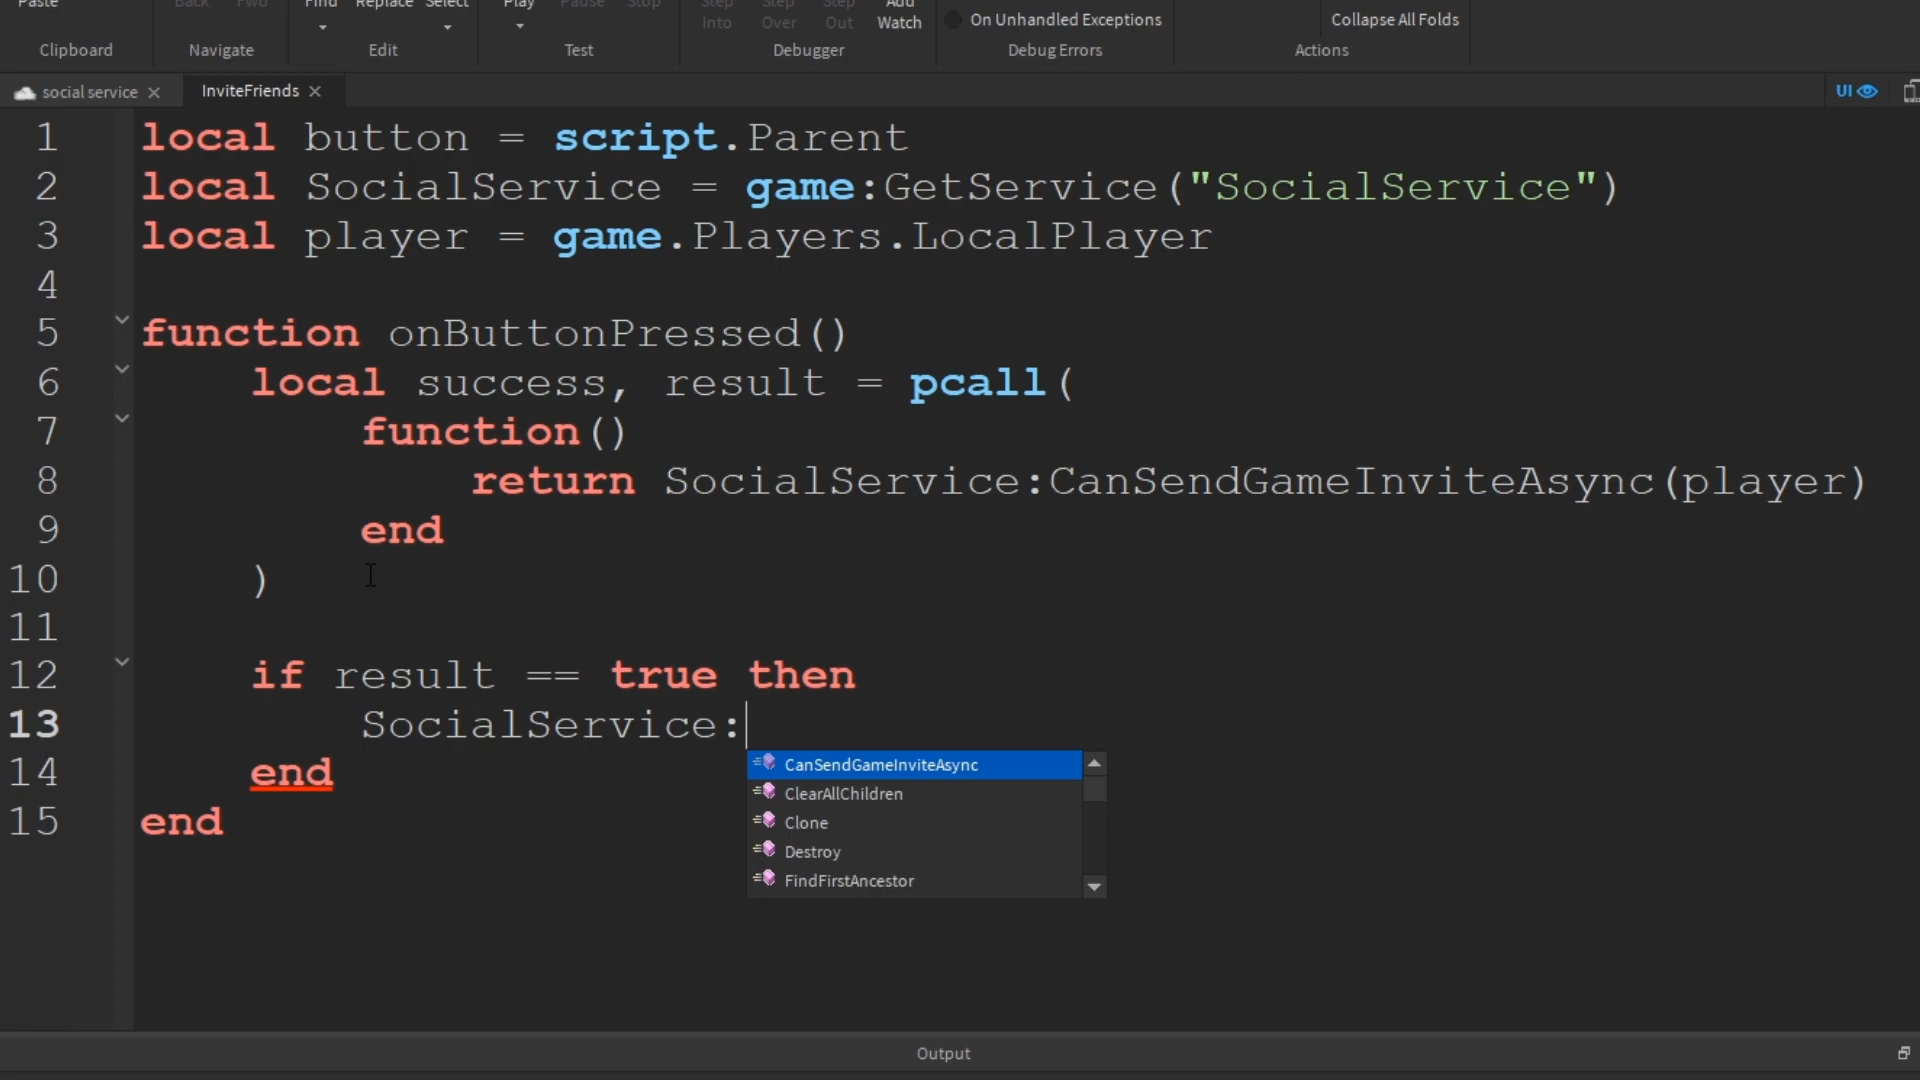 Paste Back Fwd Find Replace Select Play Pause Stop Step Step Step Add
Into Over Out Watch On Unhandled Exceptions Collapse All Folds
Clipboard Navigate Edit Test Debugger Debug Errors Actions
social service InviteFriends UI
1 local button = script.Parent
2 local SocialService = game:GetService("SocialService")
3 local player = game.Players.LocalPlayer
4
5 function onButtonPressed()
6 local success, result = pcall(
7 function()
8 return SocialService:CanSendGameInviteAsync(player)
9 end
10 )
11
12 if result == true then
13 SocialService:
CanSendGameInviteAsync
14 end
ClearAllChildren
15 end
Clone
Destroy
FindFirstAncestor
Output